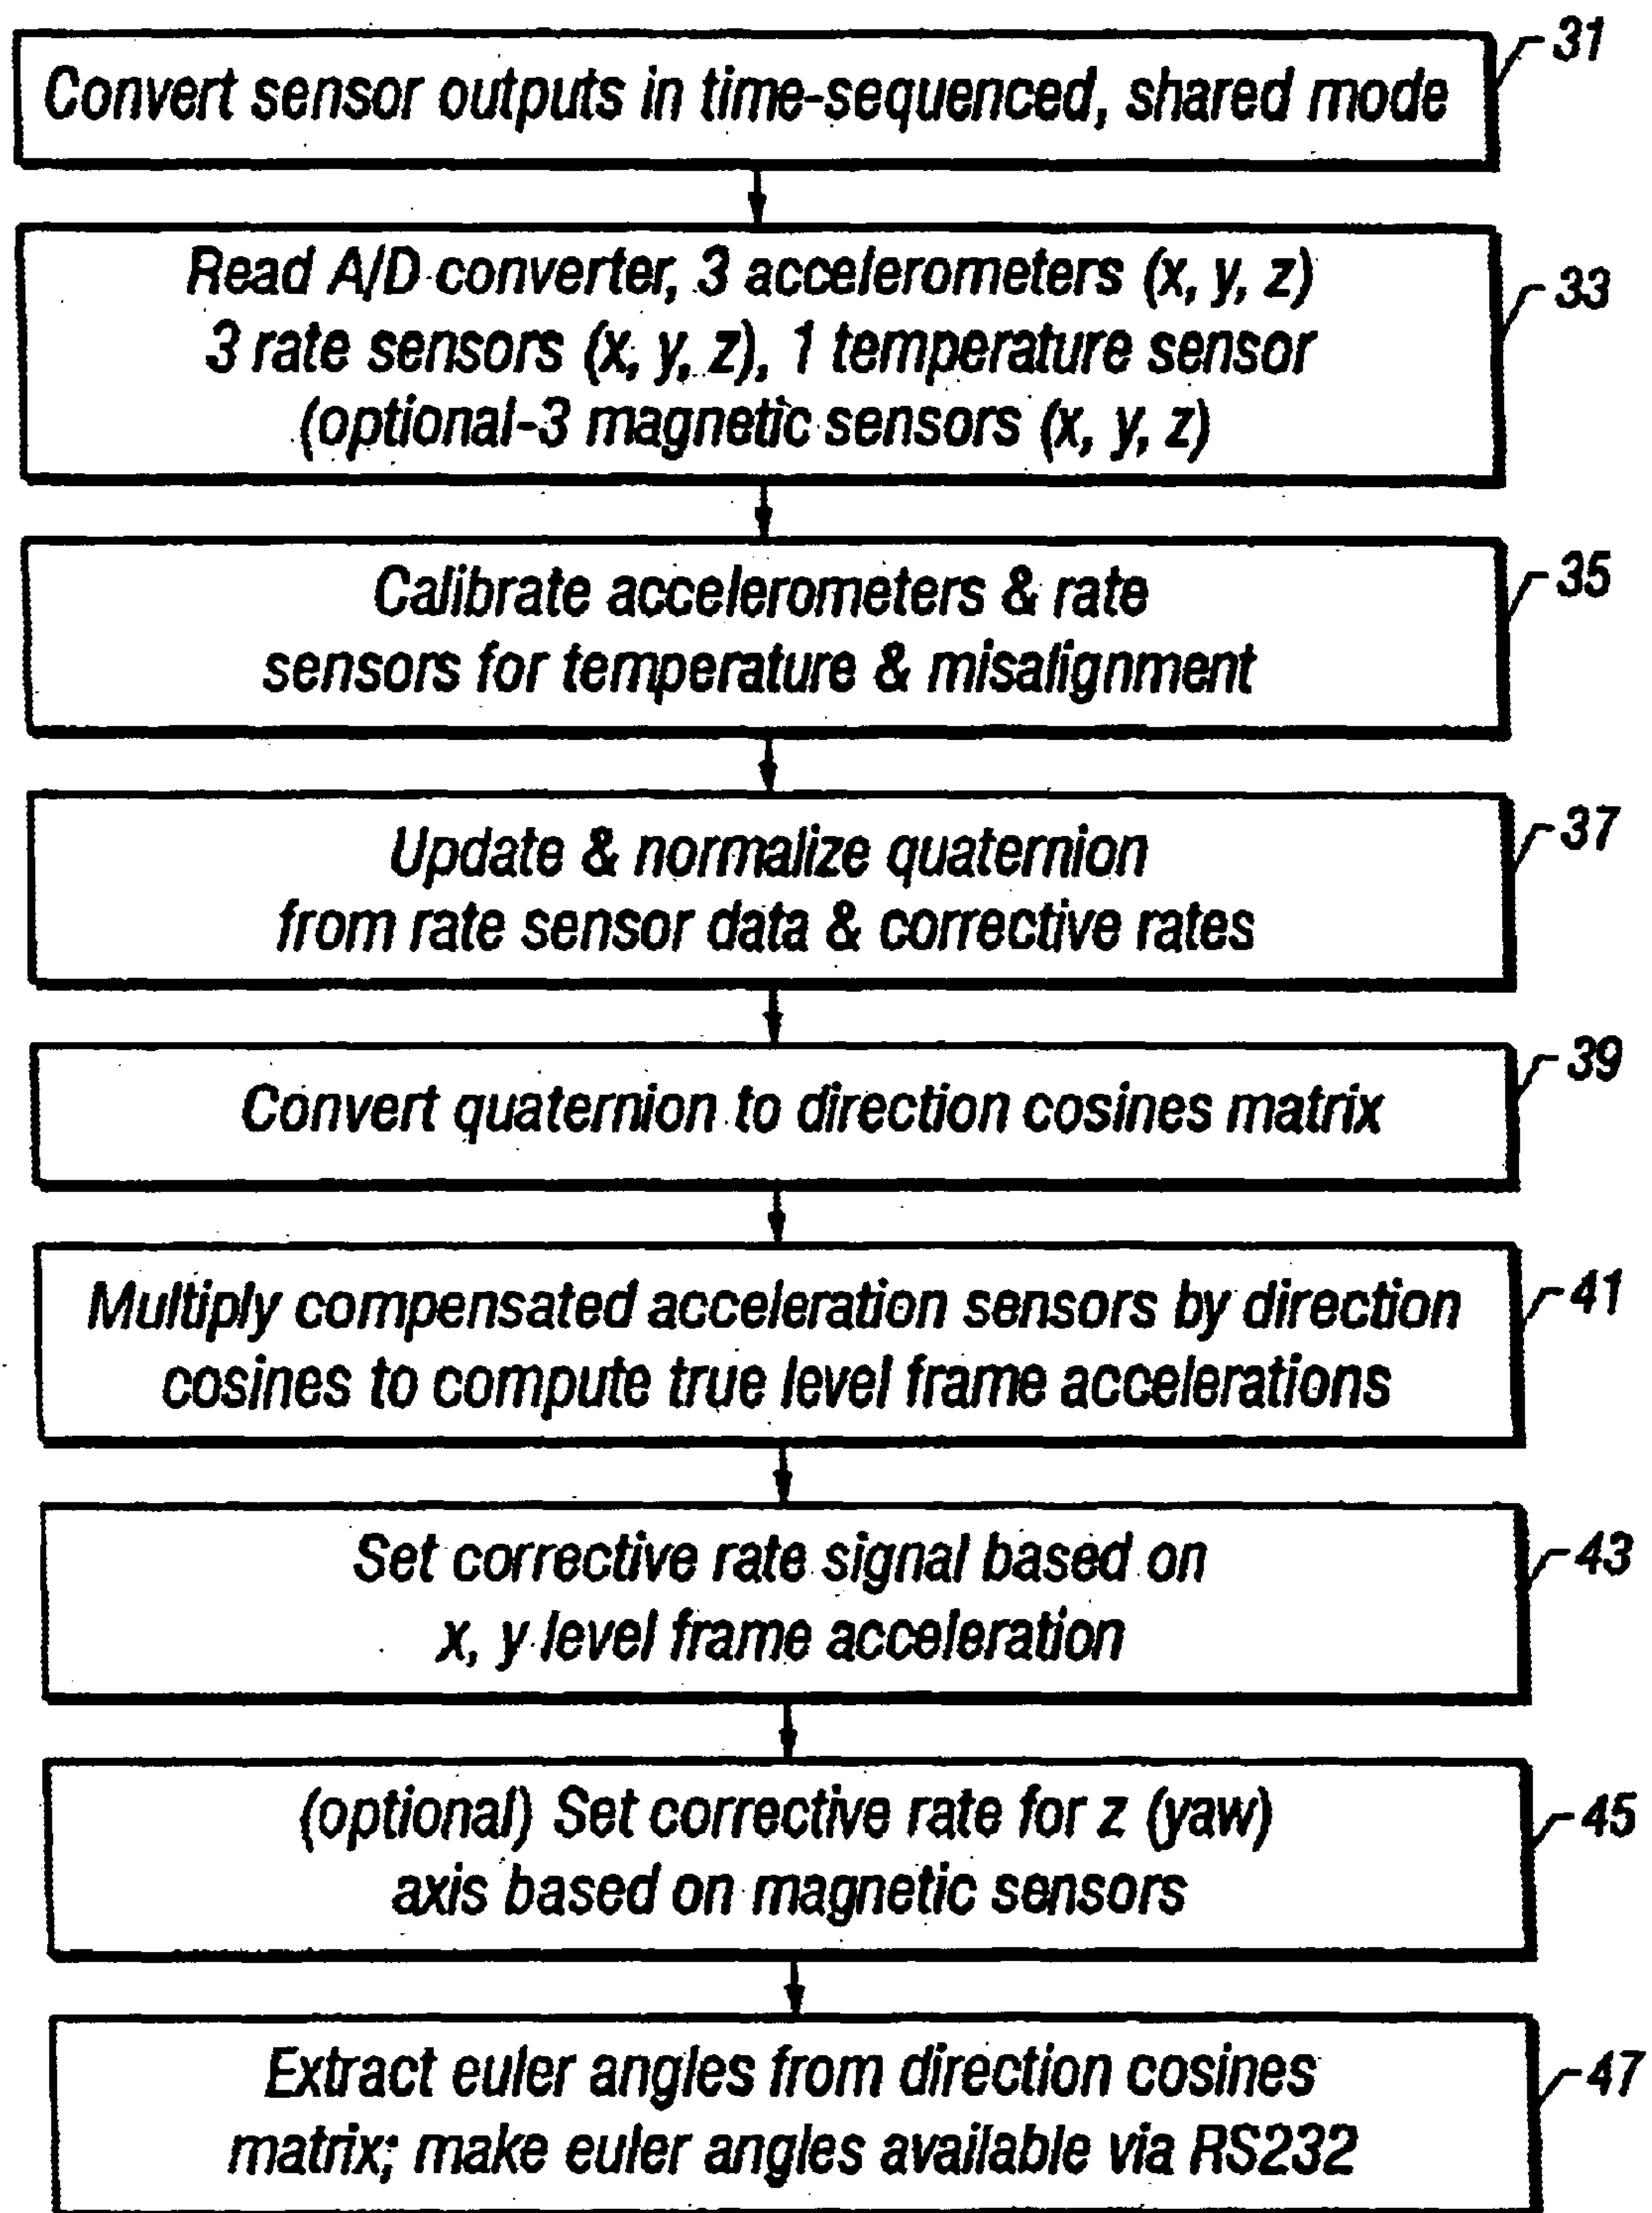 31
Convert sensor outputs in time-sequenced, shared mode
33
Read A/D converter, 3 accelerometers (x, y, z)
3 rate sensors (x, y, z), 1 temperature sensor
(optional-3 magnetic sensors (x, y, z)
35
Calibrate accelerometers & rate
sensors for temperature & misalignment
37
Update & normalize quaternion
from rate sensor data & corrective rates
39
Convert quaternion to direction cosines matrix
41
Multiply compensated acceleration sensors by direction
cosines to compute true level frame accelerations
43
Set corrective rate signal based on
x, y level frame acceleration
45
(optional) Set corrective rate for z (yaw)
axis based on magnetic sensors
47
Extract euler angles from direction cosines
matrix; make euler angles available via RS232